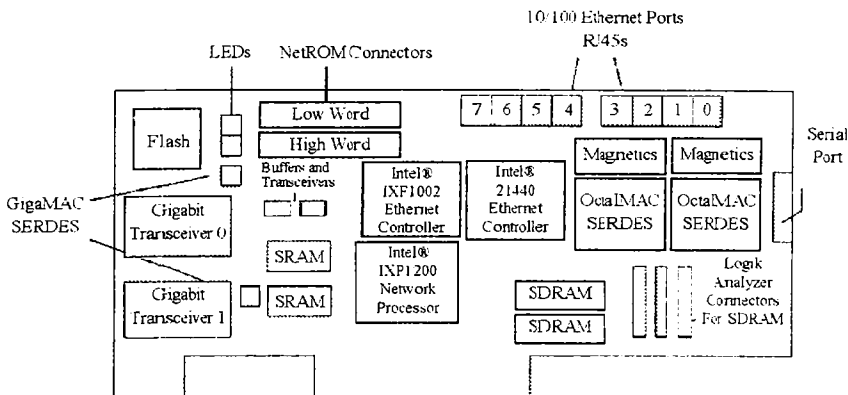 10/100 Ethernet Ports
RJ45s
LEDs
NetROM Connectors
7 6 5 4
3 2 1 0
Flash
Low Word
High Word
Serial
Port
Magnetics
Magnetics
Buffers and
Transceivers
GigaMAC
SERDES
Gigabit
Transceiver 0
Intel®
IXF1002
Ethernet
Controller
Intel®
21440
Ethernet
Controller
OctalMAC
SERDES
OctalMAC
SERDES
SRAM
Intel®
IXP1200
Network
Processor
Gigabit
Transceiver 1
SRAM
SDRAM
SDRAM
Logik
Analyzer
Connectors
For SDRAM